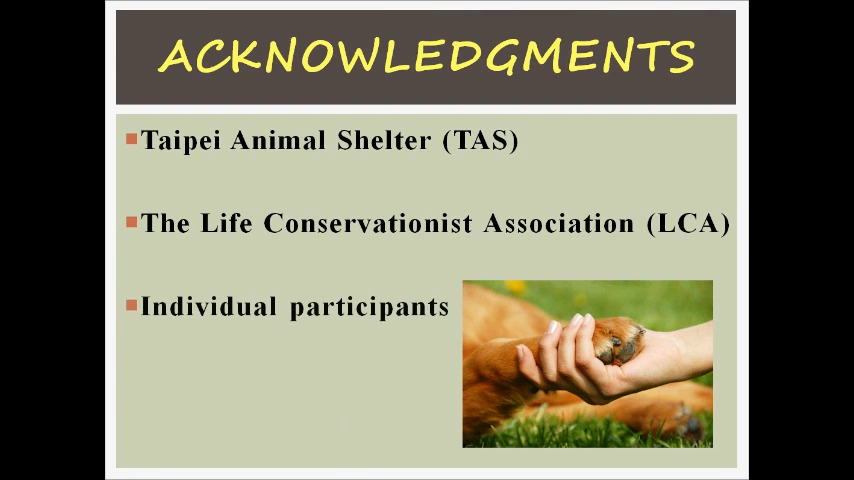 ACKNOWLEDGMENTS
Taipei Animal Shelter (TAS)
The Life Conservationist Association (LCA)
Individual participants